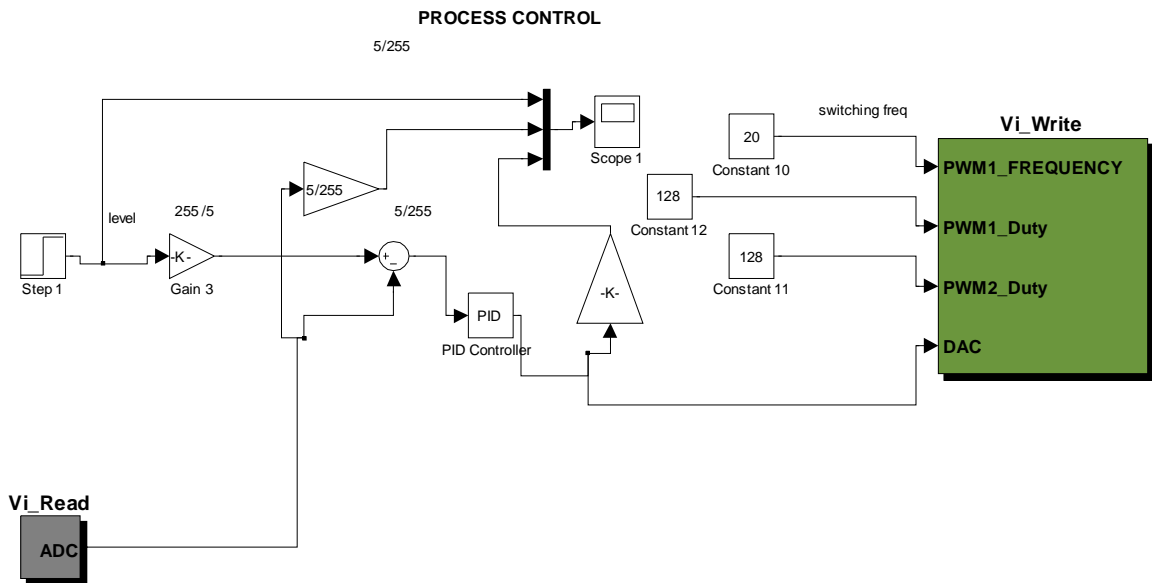 PROCESS CONTROL
5/255
switching freq
Vi_Write
20
Scope 1
Constant 10
PWM1_FREQUENCY
5/255
128
level
255 /5
5/255
Constant 12
PWM1_Duty
-K-
+
-
128
Step 1
Gain 3
Constant 11
PWM2_Duty
-K-
PID
PID Controller
DAC
Vi_Read
ADC